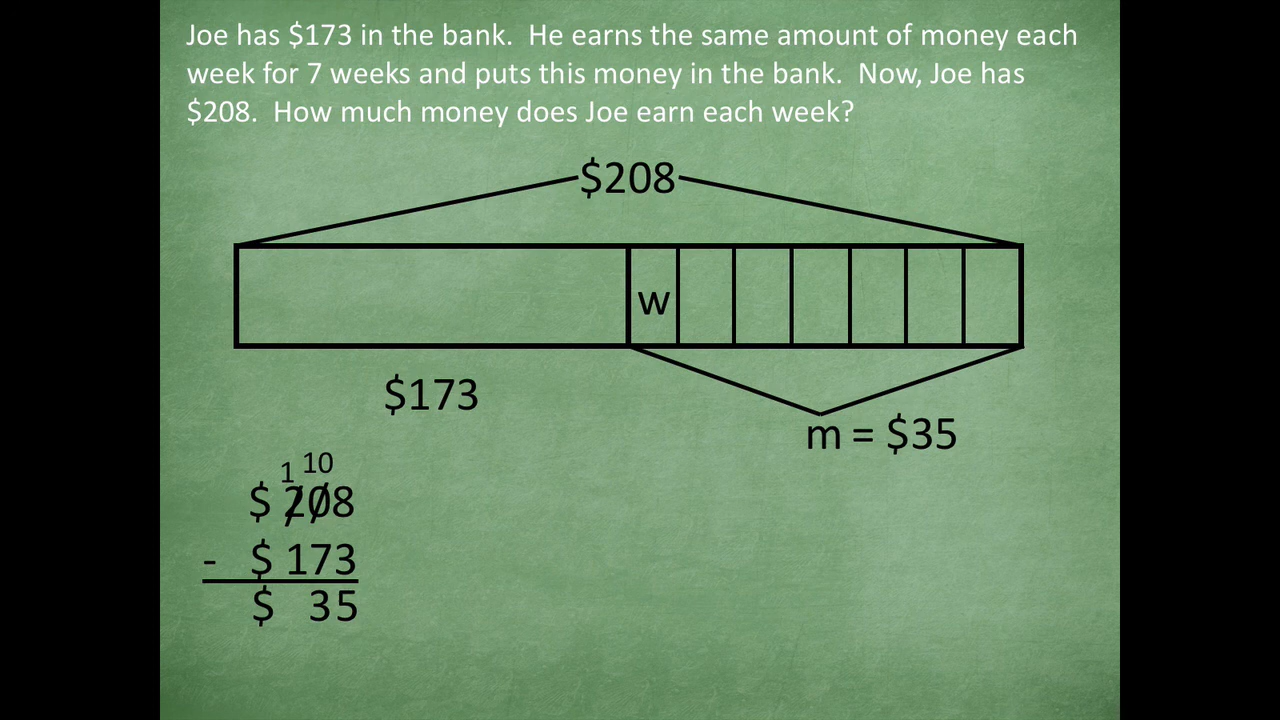 Joe has $173 in the bank.  He earns the same amount of money each
week for 7 weeks and puts this money in the bank.  Now, Joe has
$208.  How much money does Joe earn each week?
$208
w
$173
m = $35
1 10
$ 208
- $ 173
$ 35